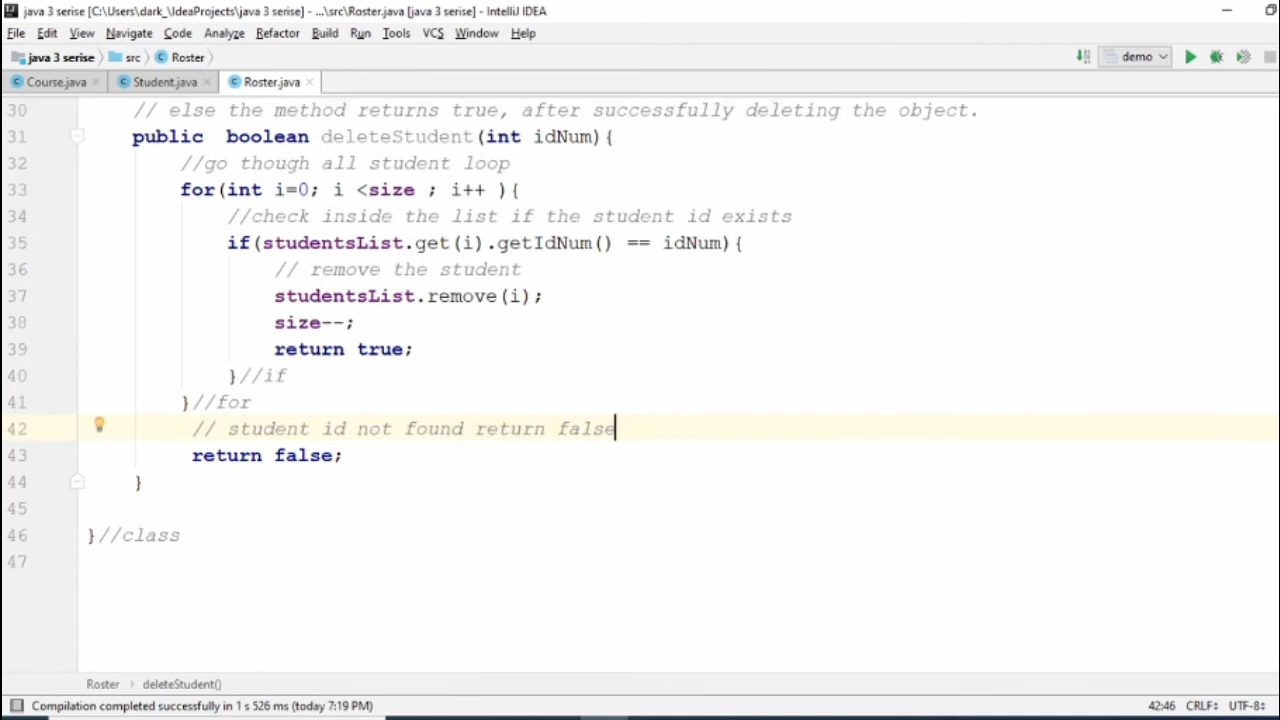 java 3 serise [C:\Users\dark_\IdeaProjects\java 3 serise] - ...\src\Roster.java [java 3 serise] - IntelliJ IDEA
File Edit View Navigate Code Analyze Refactor Build Run Tools VCS Window Help
java 3 serise src Roster demo
Course.java Student.java Roster.java
30 // else the method returns true, after successfully deleting the object.
31 public boolean deleteStudent(int idNum){
32 //go though all student loop
33 for(int i=0; i <size ; i++ ){
34 //check inside the list if the student id exists
35 if(studentsList.get(i).getIdNum() == idNum){
36 // remove the student
37 studentsList.remove(i);
38 size--;
39 return true;
40 }//if
41 }//for
42 // student id not found return false
43 return false;
44 }
45
46 }//class
47
Roster › deleteStudent()
Compilation completed successfully in 1 s 526 ms (today 7:19 PM) 42:46 CRLF÷ UTF-8÷